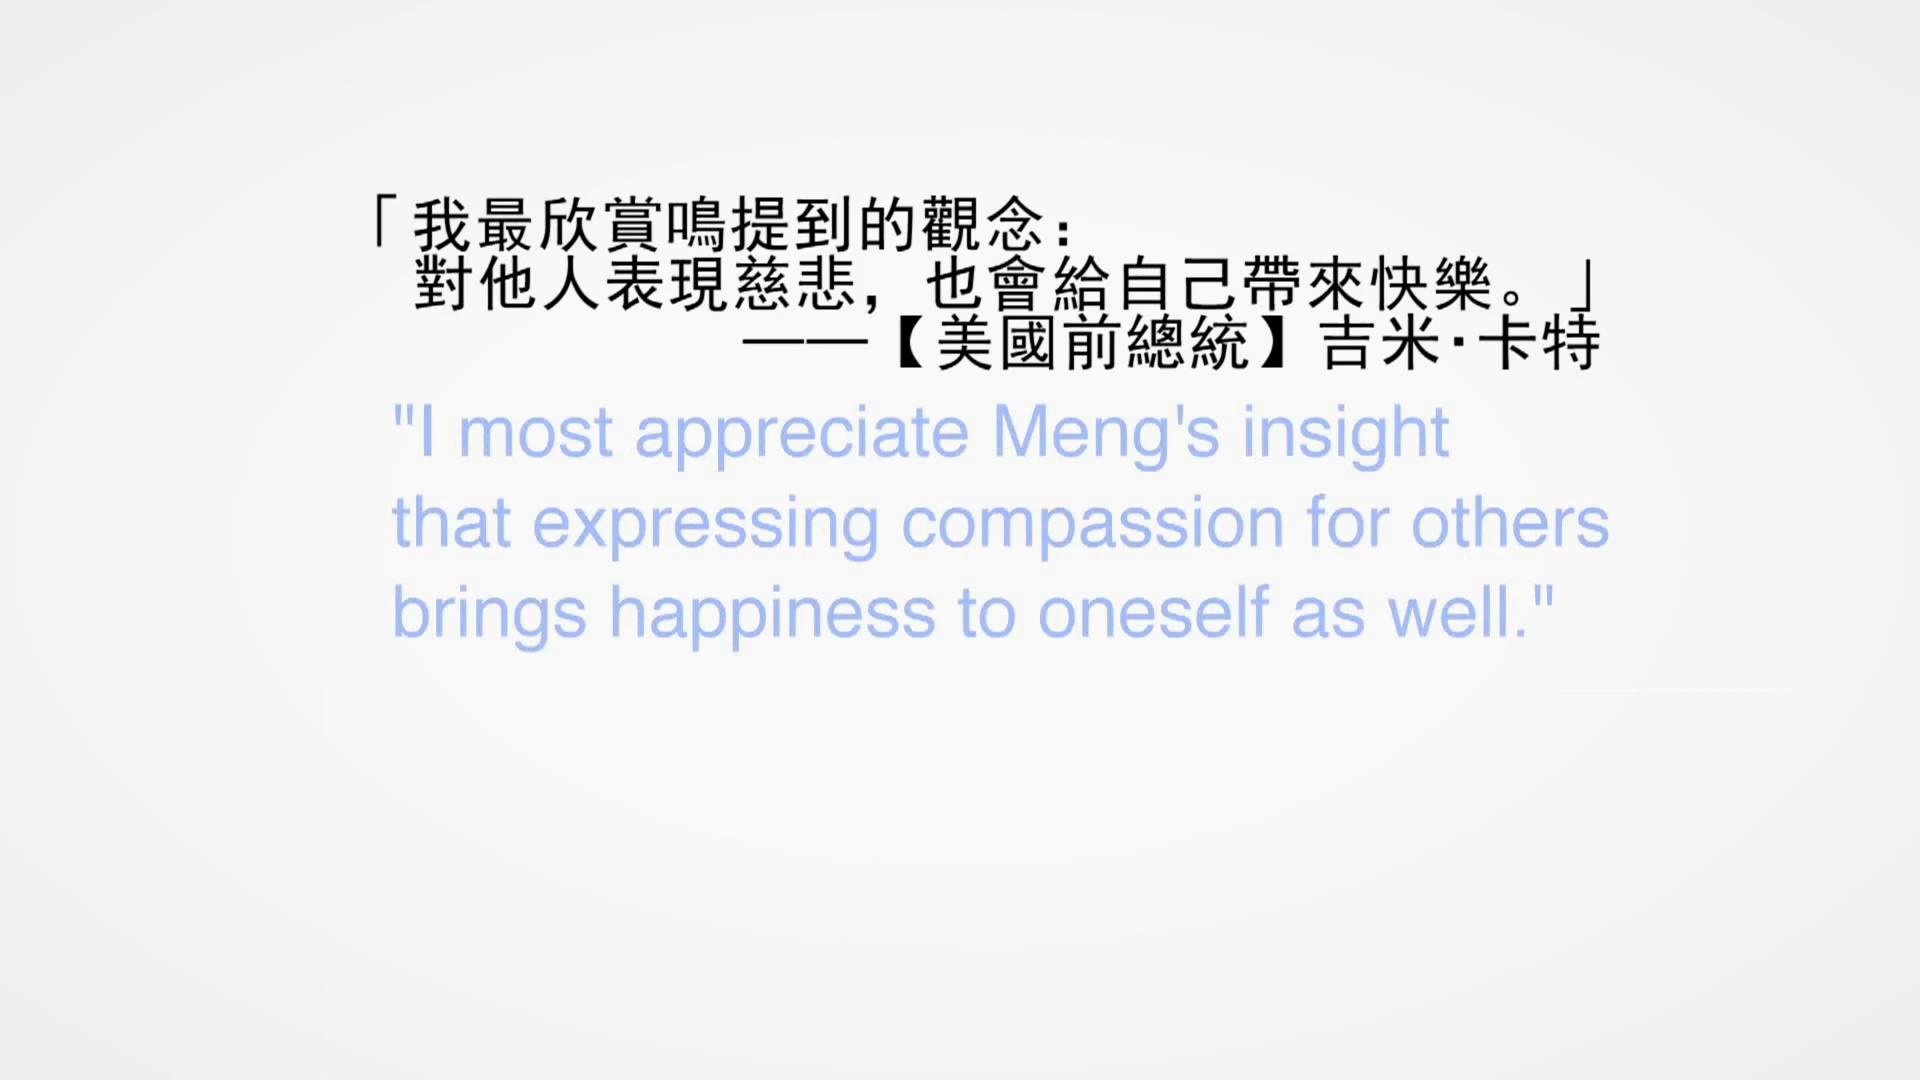 「我最欣賞鳴提到的觀念：
對他人表現慈悲，也會給自己帶來快樂。」
——【美國前總統】吉米·卡特
"I most appreciate Meng's insight
that expressing compassion for others
brings happiness to oneself as well."